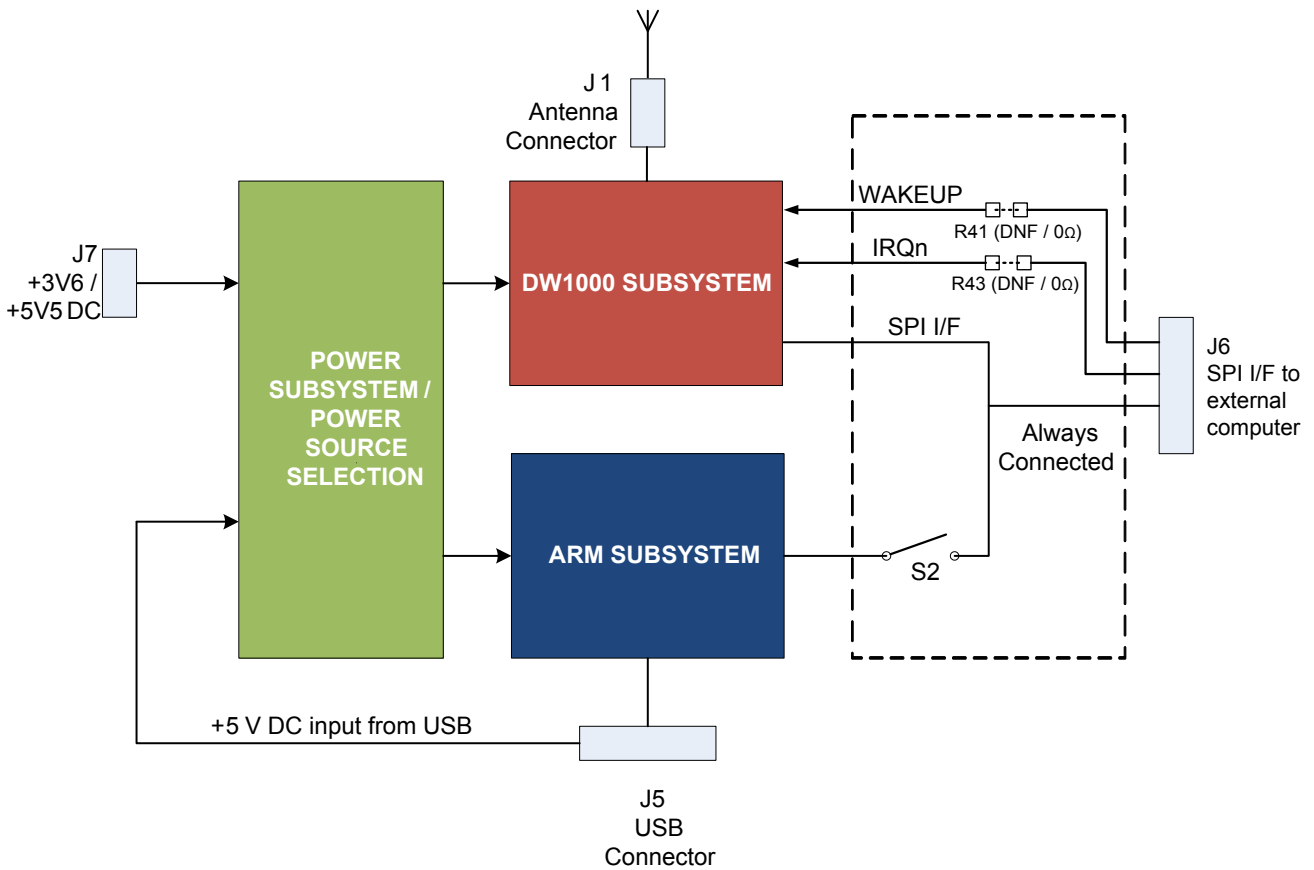 J 1
Antenna
Connector
WAKEUP
R41 (DNF / 0Ω)
IRQn
R43 (DNF / 0Ω)
J7
+3V6 /
+5V5 DC
DW1000 SUBSYSTEM
SPI I/F
POWER
SUBSYSTEM /
POWER
SOURCE
SELECTION
J6
SPI I/F to
external
computer
Always
Connected
ARM SUBSYSTEM
S2
+5 V DC input from USB
J5
USB
Connector